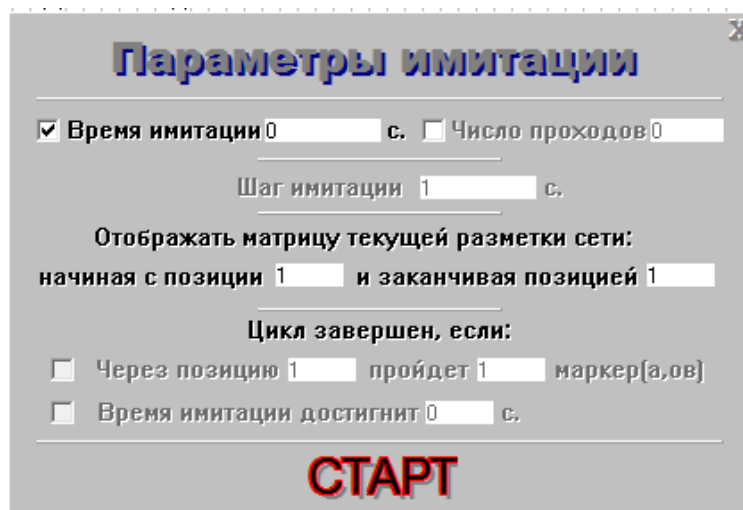 Параметры имитации
Время имитации 0 с. Число проходов 0
Шаг имитации 1 с.
Отображать матрицу текущей разметки сети:
начиная с позиции 1 и заканчивая позицией 1
Цикл завершен, если:
Через позицию 1 пройдет 1 маркер(а,ов)
Время имитации достигнит 0 с.
СТАРТ